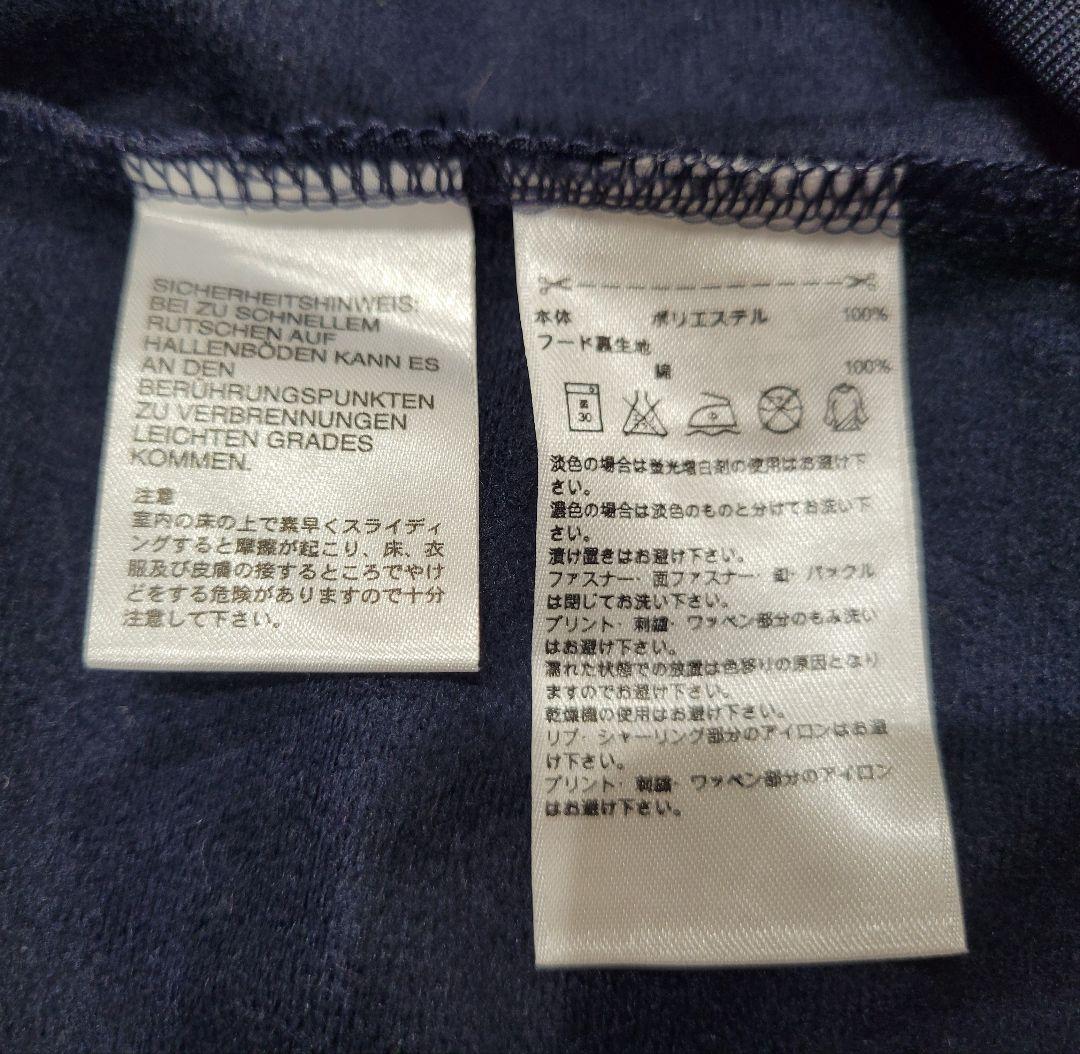 SICHERHEITSHINWEIS:
BEI ZU SCHNELLEM
RUTSCHEN AUF
HALLENBÖDEN KANN ES
AN DEN
BERÜHRUNGSPUNKTEN
ZU VERBRENNUNGEN
LEICHTEN GRADES
KOMMEN.
注意
室内の床の上で素早くスライディ
ングすると摩擦が起こり、床、衣
服及び皮膚の接するところでやけ
どをする危険がありますので十分
注意して下さい。
本体 ポリエステル 100%
フード裏生地
綿 100%
30
淡色の場合は蛍光増白剤の使用はお避け下
さい。
濃色の場合は淡色のものと分けてお洗い下
さい。
漬け置きはお避け下さい。
ファスナー・面ファスナー・釦・バックル
は閉じてお洗い下さい。
プリント・刺繍・ワッペン部分のもみ洗い
はお避け下さい。
濡れた状態での放置は色移りの原因となり
ますのでお避け下さい。
乾燥機の使用はお避け下さい。
リブ・シャーリング部分のアイロンはお避
け下さい。
プリント・刺繍・ワッペン部分のアイロン
はお避け下さい。